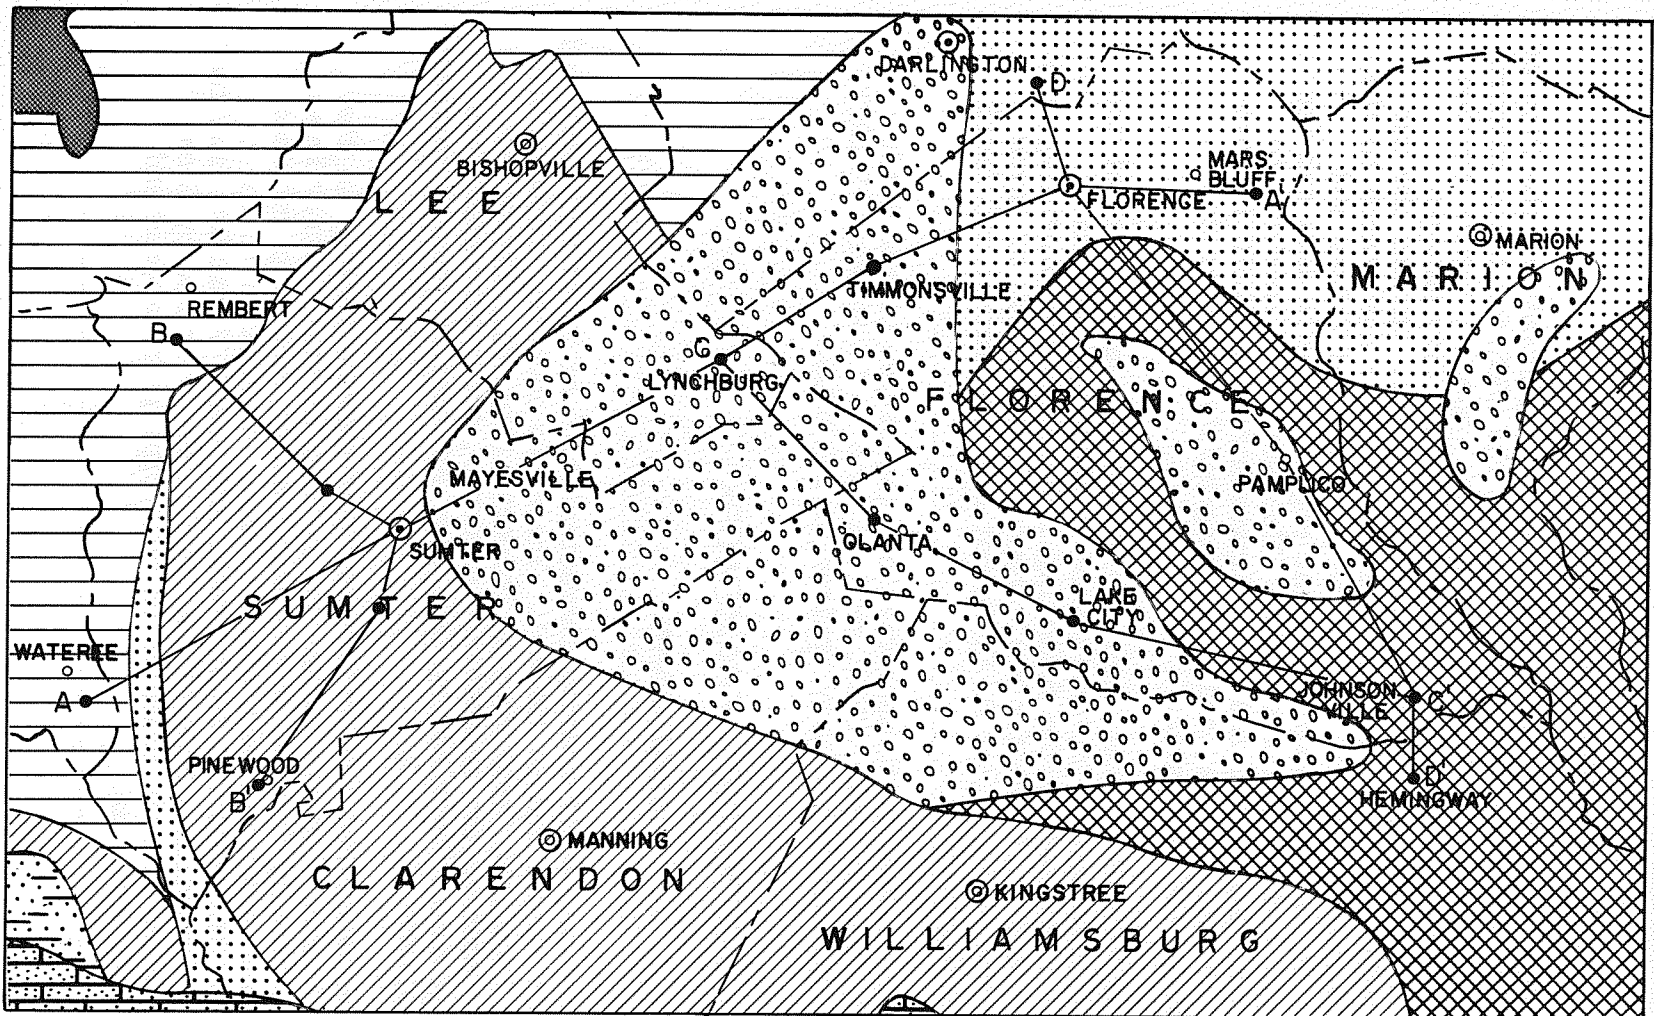 DARLINGTON
D
BISHOPVILLE
MARS
BLUFF
L E E
FLORENCE
A'
MARION
M A R I O N
REMBERT
TIMMONSVILLE
B
C
LYNCHBURG
F L O R E N C E
MAYESVILLE
PAMPLICO
SUMTER
OLANTA
S U M T E R
LAKE
CITY
WATEREE
A
JOHNSON
VILLE
C'
PINEWOOD
B'
D'
HEMINGWAY
MANNING
C L A R E N D O N
KINGSTREE
W I L L I A M S B U R G